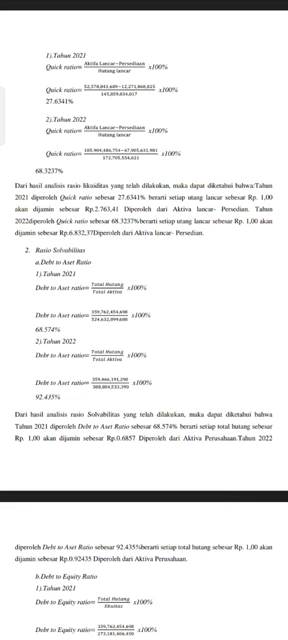 1).Tahun 2021
Quick ratio= Aktifa Lancar−Persediaan / Hutang lancar x100%
Quick ratio= 52,378,843,689−12,271,868,825 / 145,859,834,017 x100%
27.6341%
2).Tahun 2022
Quick ratio= Aktifa Lancar−Persediaan / Hutang lancar x100%
Quick ratio= 185,904,486,754−67,905,631,981 / 172,705,554,621 x100%
68.3237%
Dari hasil analisis rasio likuiditas yang telah dilakukan, maka dapat diketahui bahwa:Tahun
2021 diperoleh Quick ratio sebesar 27.6341% berarti setiap utang lancar sebesar Rp. 1,00
akan dijamin sebesar Rp.2.763,41 Diperoleh dari Aktiva lancar- Persedian. Tahun
2022diperoleh Quick ratio sebesar 68.3237%berarti setiap utang lancar sebesar Rp. 1,00 akan
dijamin sebesar Rp.6.832,37Diperoleh dari Aktiva lancar- Persedian.
2. Rasio Solvabilitas
a.Debt to Aset Ratio
1).Tahun 2021
Debt to Aset ratio= Total Hutang / Total Aktiva x100%
Debt to Aset ratio= 359,762,454,698 / 524,632,899,688 x100%
68.574%
2).Tahun 2022
Debt to Aset ratio= Total Hutang / Total Aktiva x100%
Debt to Aset ratio= 359,466,191,290 / 388,884,533,390 x100%
92.435%
Dari hasil analisis rasio Solvabilitas yang telah dilakukan, maka dapat diketahui bahwa
Tahun 2021 diperoleh Debt to Aset Ratio sebesar 68.574% berarti setiap total hutang sebesar
Rp. 1,00 akan dijamin sebesar Rp.0.6857 Diperoleh dari Aktiva Perusahaan.Tahun 2022
diperoleh Debt to Aset Ratio sebesar 92.435%berarti setiap total hutang sebesar Rp. 1,00 akan
dijamin sebesar Rp.0.92435 Diperoleh dari Aktiva Perusahaan.
b.Debt to Equity Ratio
1).Tahun 2021
Debt to Equity ratio= Total Hutang / Ekuitas x100%
Debt to Equity ratio= 359,762,454,698 / 273,181,406,450 x100%